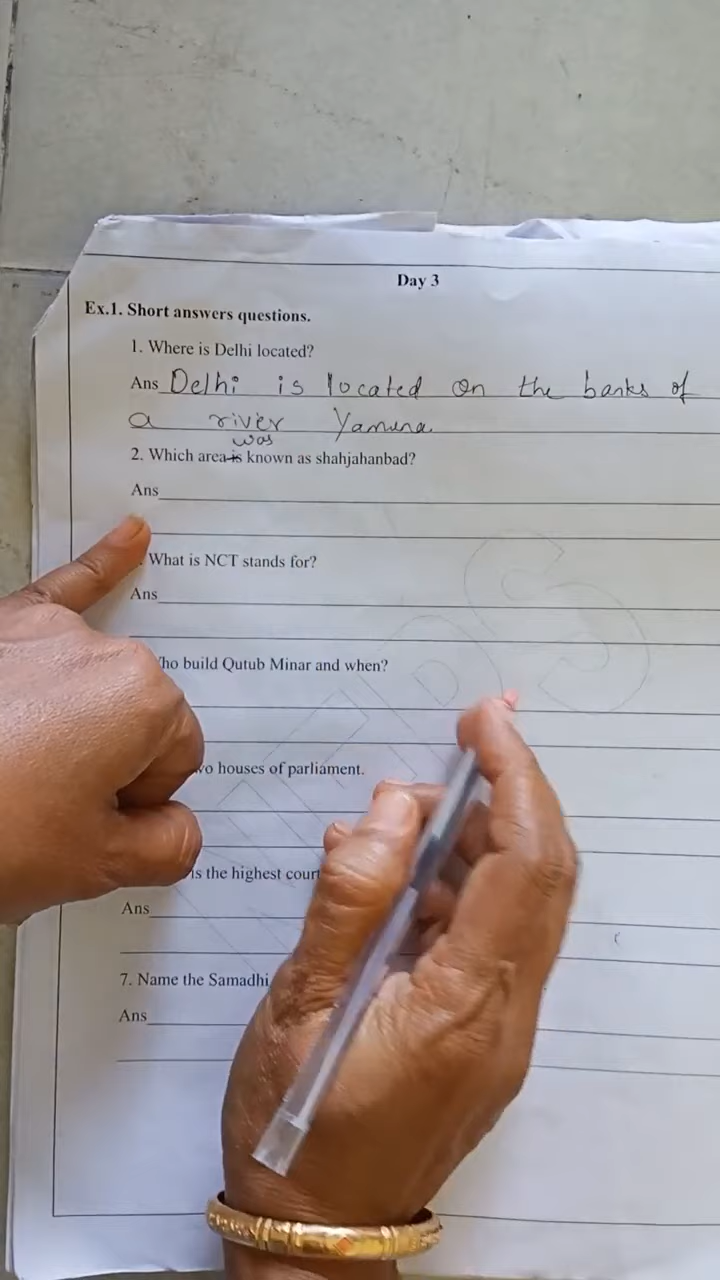 Day 3
Ex.1. Short answers questions.
1. Where is Delhi located?
Ans Delhi is located on the banks of
a river Yamuna.
was
2. Which area is known as shahjahanbad?
Ans
What is NCT stands for?
Ans
build Qutub Minar and when?
houses of parliament.
is the highest court
Ans
7. Name the Samadhi
Ans